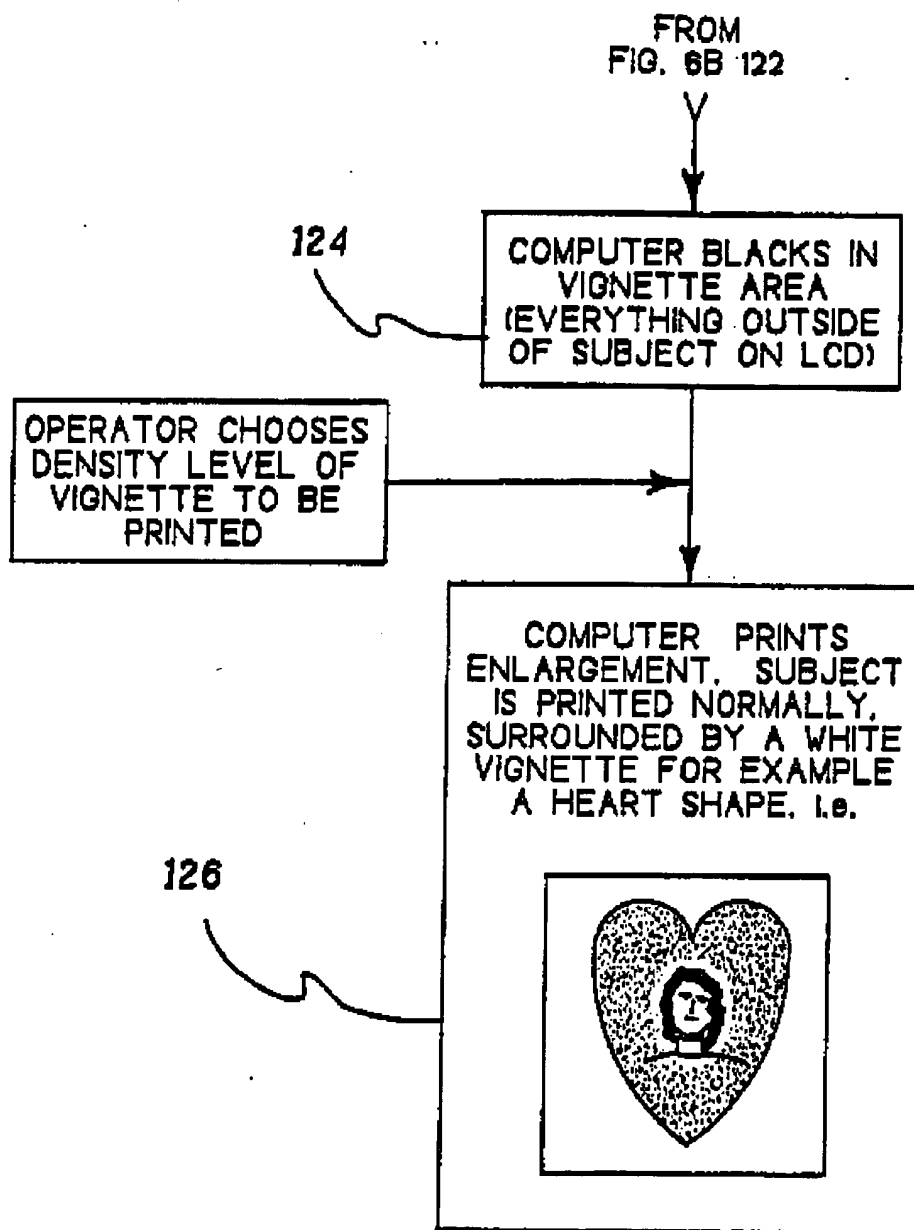 FROM
FIG. 6B 122
124
COMPUTER BLACKS IN
VIGNETTE AREA
(EVERYTHING OUTSIDE
OF SUBJECT ON LCD)
OPERATOR CHOOSES
DENSITY LEVEL OF
VIGNETTE TO BE
PRINTED
COMPUTER PRINTS
ENLARGEMENT. SUBJECT
IS PRINTED NORMALLY,
SURROUNDED BY A WHITE
VIGNETTE FOR EXAMPLE
A HEART SHAPE. i.e.
126